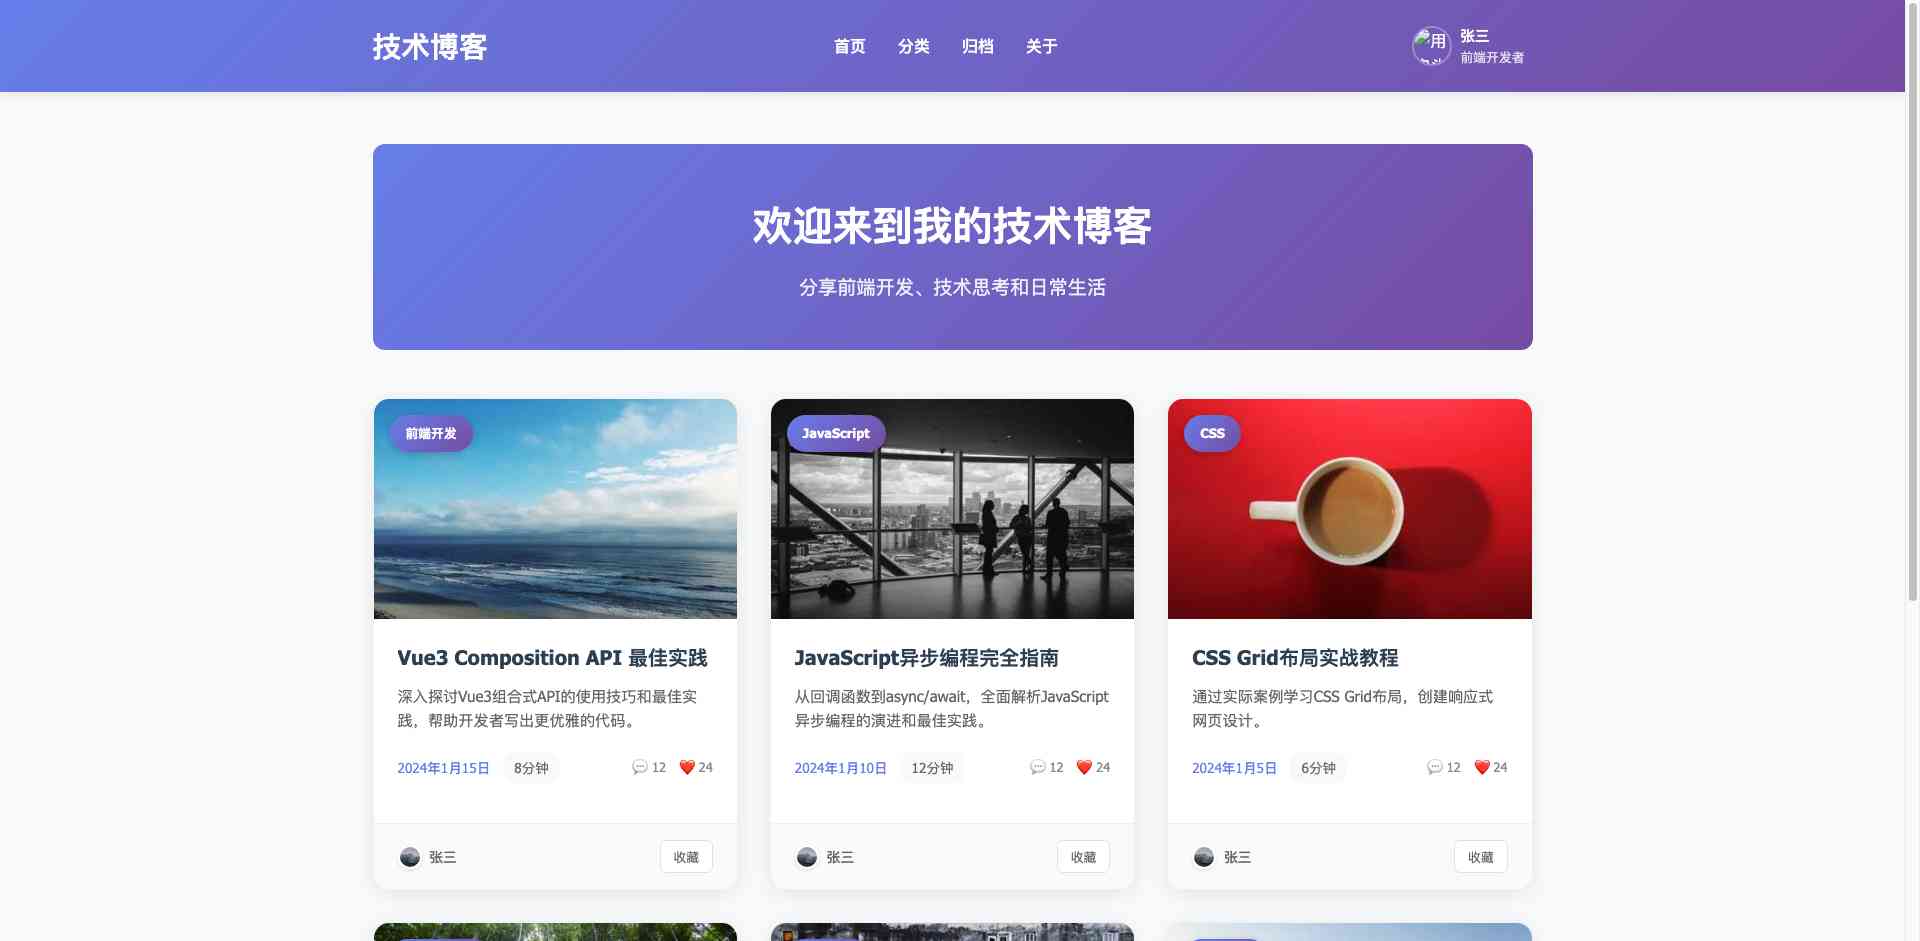 技术博客
首页 分类 归档 关于
用
张三
前端开发者
欢迎来到我的技术博客
分享前端开发、技术思考和日常生活
前端开发
Vue3 Composition API 最佳实践
深入探讨Vue3组合式API的使用技巧和最佳实
践，帮助开发者写出更优雅的代码。
2024年1月15日 8分钟 12 24
张三 收藏
JavaScript
JavaScript异步编程完全指南
从回调函数到async/await，全面解析JavaScript
异步编程的演进和最佳实践。
2024年1月10日 12分钟 12 24
张三 收藏
CSS
CSS Grid布局实战教程
通过实际案例学习CSS Grid布局，创建响应式
网页设计。
2024年1月5日 6分钟 12 24
张三 收藏